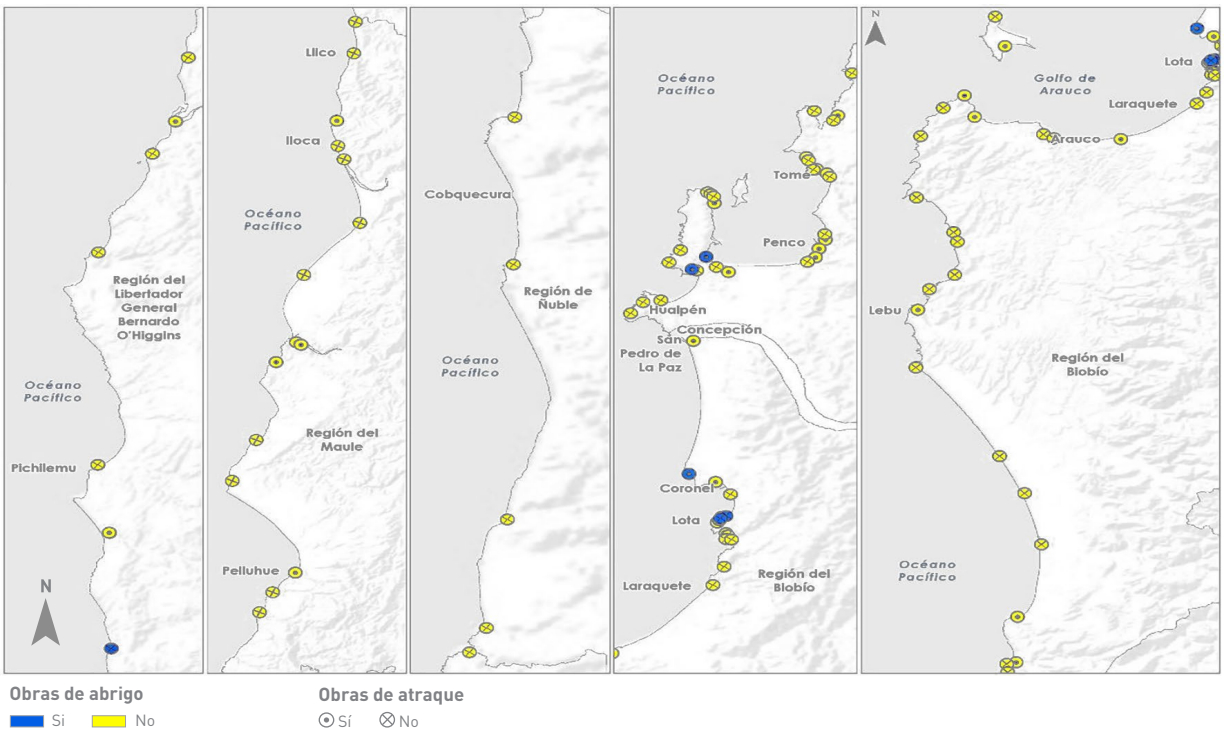 Océano
Pacífico
Pichilemu
Región del
Libertador
General
Bernardo
O'Higgins
N
Llico
Iloca
Océano
Pacífico
Región del
Maule
Pelluhue
Cobquecura
Región de
Ñuble
Océano
Pacífico
Océano
Pacífico
Tomé
Penco
Hualpén
Concepción
San
Pedro de
La Paz
Coronel
Lota
Laraquete
Región del
Biobío
N
Golfo de
Arauco
Lota
Laraquete
Arauco
Lebu
Región del
Biobío
Océano
Pacífico
Obras de abrigo
Si
No
Obras de atraque
Sí
No